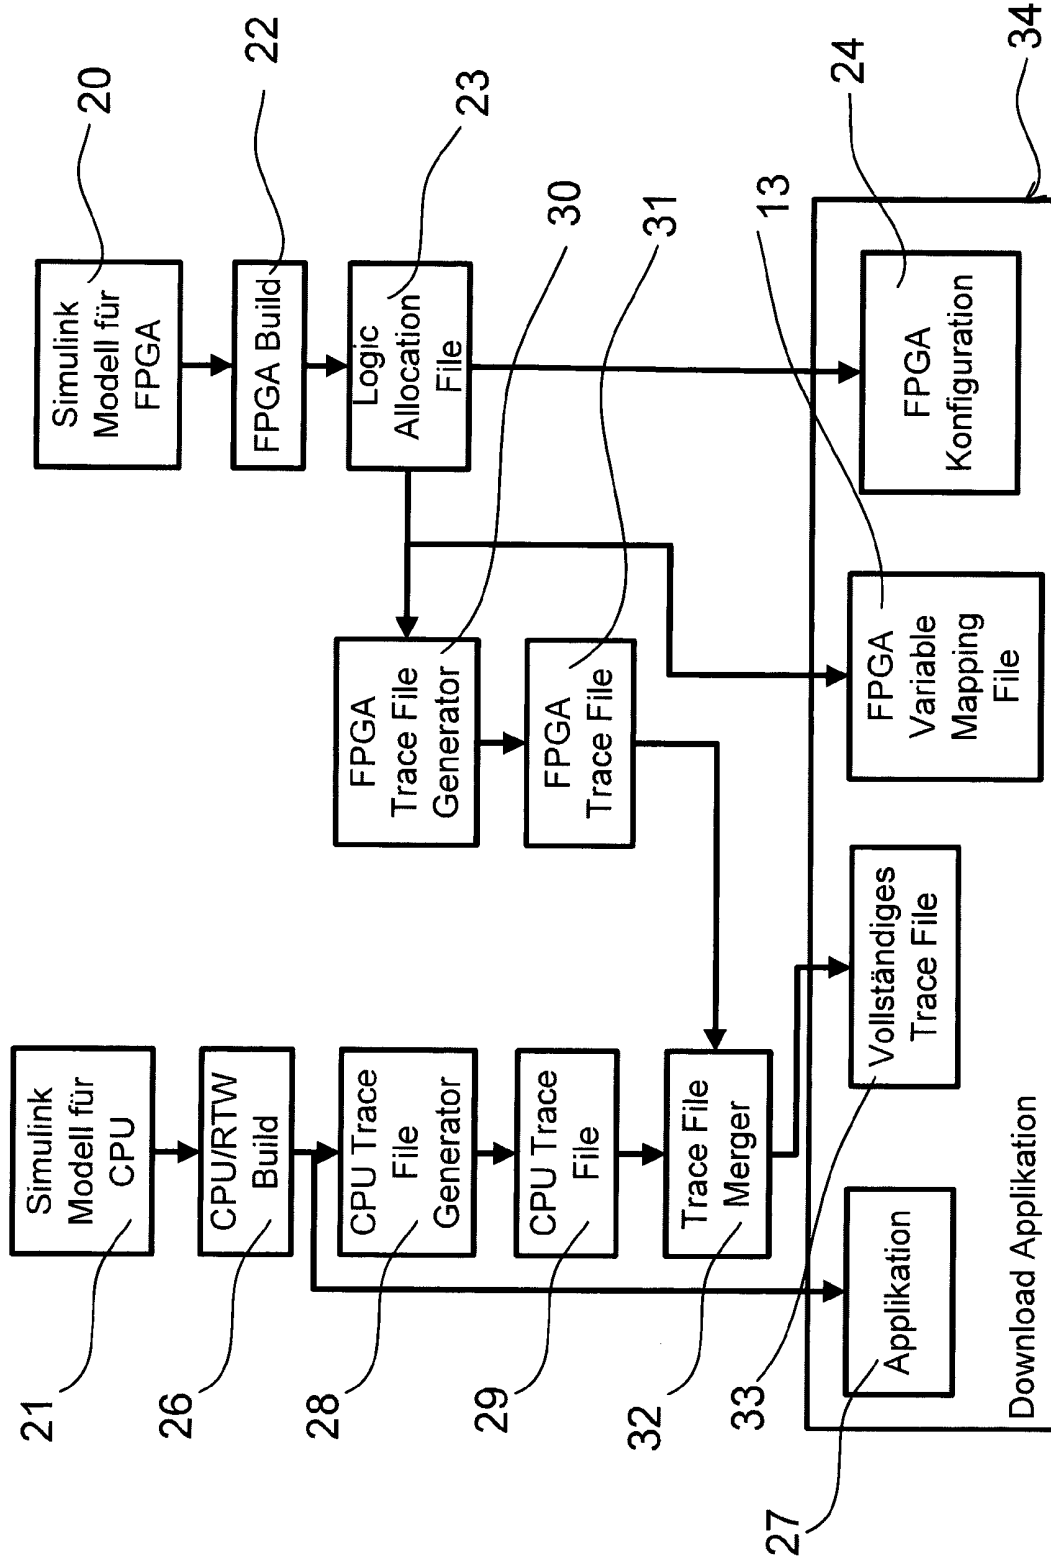 21
Simulink
Modell für
CPU
Simulink
Modell für
FPGA
20
26
CPU/RTW
Build
FPGA Build
22
28
CPU Trace
File
Generator
FPGA
Trace File
Generator
30
Logic
Allocation
File
23
29
CPU Trace
File
FPGA
Trace File
31
32
Trace File
Merger
33
13
27
Applikation
Vollständiges
Trace File
FPGA
Variable
Mapping
File
FPGA
Konfiguration
24
Download Applikation
34